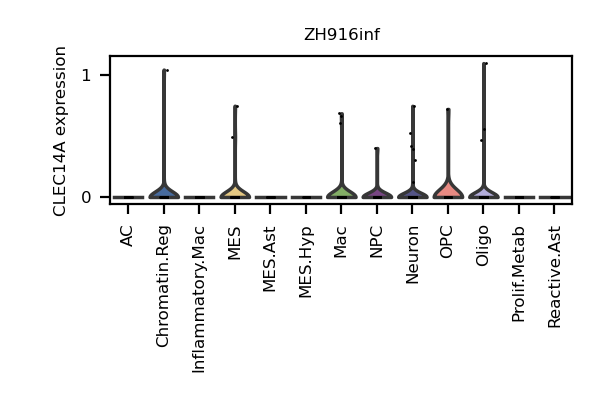 ZH916inf
CLEC14A expression
1
0
AC
Chromatin.Reg
Inflammatory.Mac
MES
MES.Ast
MES.Hyp
Mac
NPC
Neuron
OPC
Oligo
Prolif.Metab
Reactive.Ast